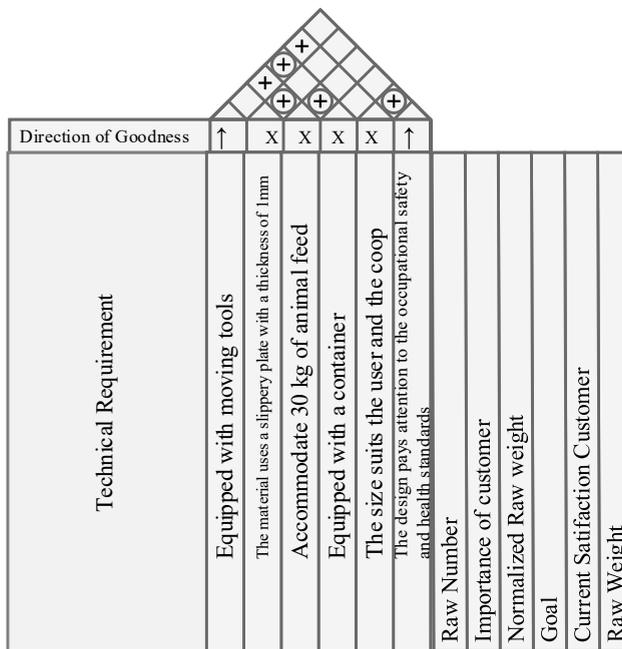 +
+
+
+ + +
Direction of Goodness ↑ X X X X ↑
Technical Requirement
Equipped with moving tools
The material uses a slippery plate with a thickness of 1mm
Accommodate 30 kg of animal feed
Equipped with a container
The size suits the user and the coop
The design pays attention to the occupational safety
and health standards
Raw Number
Importance of customer
Normalized Raw weight
Goal
Current Satifaction Customer
Raw Weight